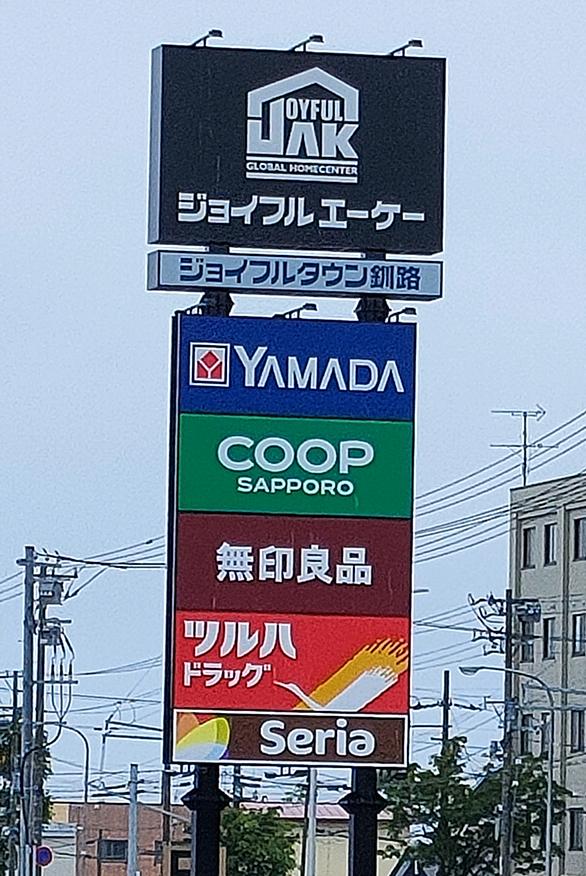 JOYFUL
AK
GLOBAL HOMECENTER
ジョイフル エーケー
ジョイフルタウン釧路
YAMADA
COOP
SAPPORO
無印良品
ツルハ
ドラッグ
Seria